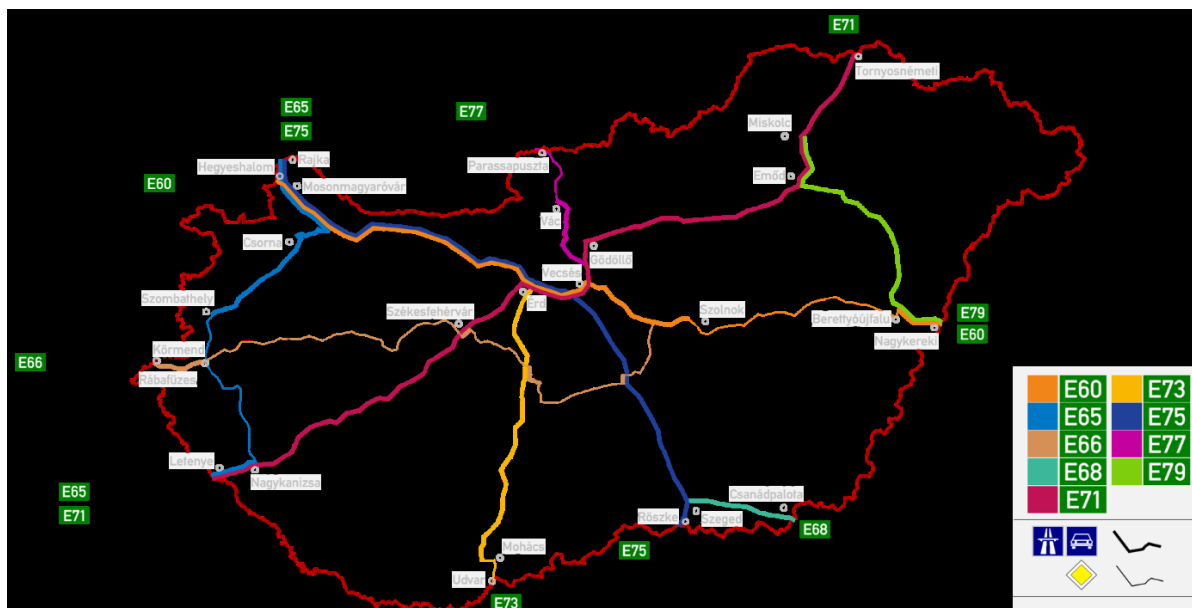 E71
Tornyosnémeti
E65
E77
E75
Miskolc
Rajka
Parassapuszta
Hegyeshalom
Emőd
E60
Mosonmagyaróvár
Vác
Csorna
Gödöllő
Vecsés
Szombathely
Érd
Székesfehérvár
Szolnok
E79
Berettyóújfalu
E60
Nagykereki
Körmend
E66
Rábafüzes
Letenye
Nagykanizsa
E65
E71
Csanádpalota
Röszke
Szeged
E68
E75
Mohács
Udvar
E73
E60
E73
E65
E75
E66
E77
E68
E79
E71